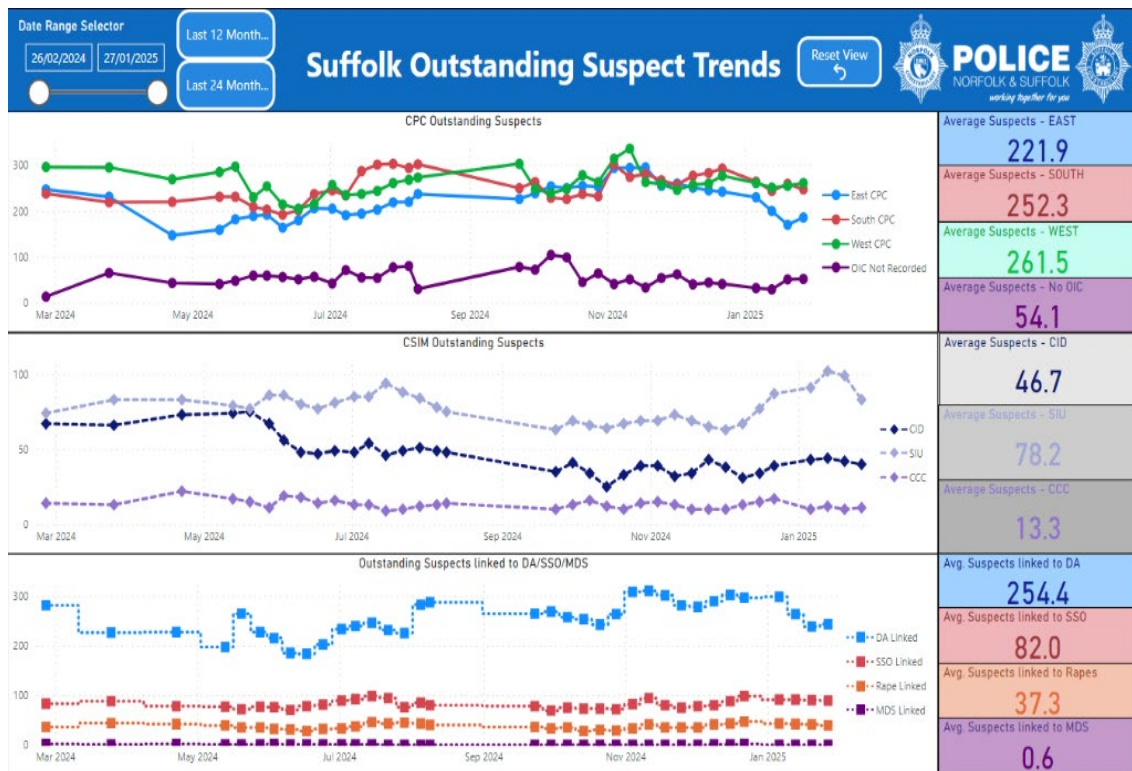 Date Range Selector
26/02/2024
27/01/2025
Last 12 Month...
Last 24 Month...
Suffolk Outstanding Suspect Trends
Reset View
POLICE
NORFOLK & SUFFOLK
working together for you
CPC Outstanding Suspects
300
200
100
0
Mar 2024
May 2024
Jul 2024
Sep 2024
Nov 2024
Jan 2025
East CPC
South CPC
West CPC
OIC Not Recorded
Average Suspects - EAST
221.9
Average Suspects - SOUTH
252.3
Average Suspects - WEST
261.5
Average Suspects - No OIC
54.1
CSIM Outstanding Suspects
100
50
0
Mar 2024
May 2024
Jul 2024
Sep 2024
Nov 2024
Jan 2025
CID
SIU
CCC
Average Suspects - CID
46.7
Average Suspects - SIU
78.2
Average Suspects - CCC
13.3
Outstanding Suspects linked to DA/SSO/MDS
300
200
100
0
Mar 2024
May 2024
Jul 2024
Sep 2024
Nov 2024
Jan 2025
DA Linked
SSO Linked
Rape Linked
MDS Linked
Avg. Suspects linked to DA
254.4
Avg. Suspects linked to SSO
82.0
Avg. Suspects linked to Rapes
37.3
Avg. Suspects linked to MDS
0.6